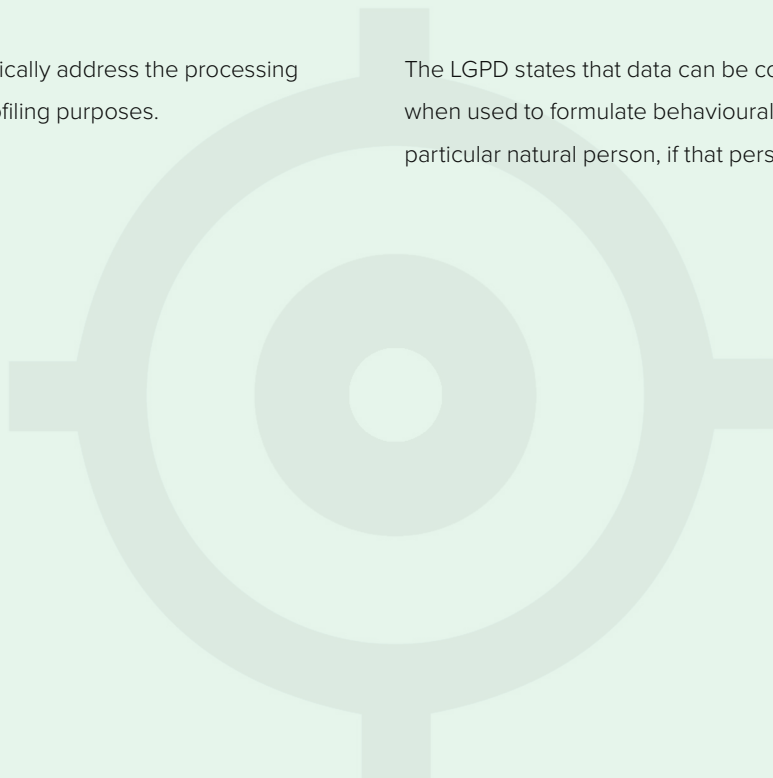 ically address the processing
filing purposes.
The LGPD states that data can be co
when used to formulate behavioural
particular natural person, if that pers